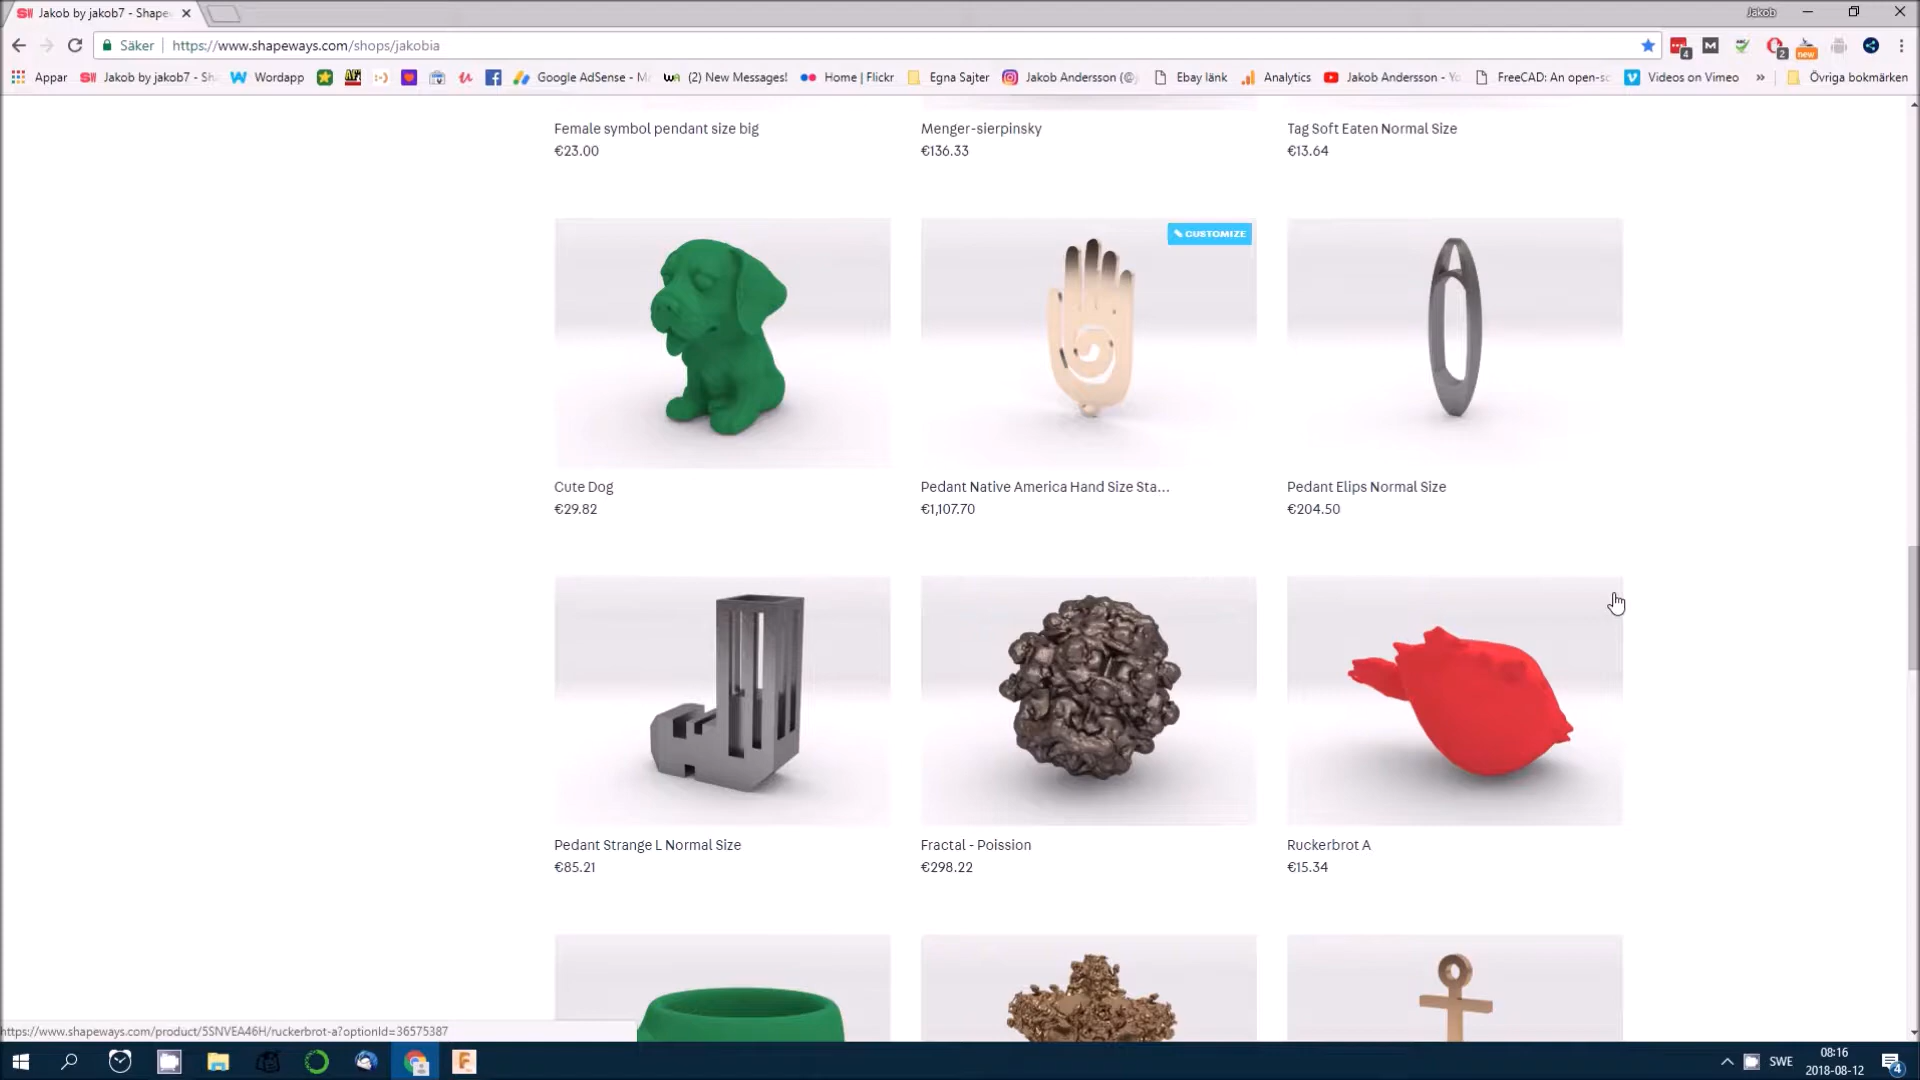 Jakob by jakob7 - Shape
Jakob
Säker
https://www.shapeways.com/shops/jakobia
4
2
new
Appar
Jakob by jakob7 - Sha
Wordapp
Google AdSense - M
(2) New Messages!
Home | Flickr
Egna Sajter
Jakob Andersson (@
Ebay länk
Analytics
Jakob Andersson - Yo
FreeCAD: An open-sc
Videos on Vimeo
»
Övriga bokmärken
Female symbol pendant size big
€23.00
Menger-sierpinsky
€136.33
Tag Soft Eaten Normal Size
€13.64
CUSTOMIZE
Cute Dog
€29.82
Pedant Native America Hand Size Sta...
€1,107.70
Pedant Elips Normal Size
€204.50
Pedant Strange L Normal Size
€85.21
Fractal - Poission
€298.22
Ruckerbrot A
€15.34
https://www.shapeways.com/product/5SNVEA46H/ruckerbrot-a?optionId=36575387
SWE
08:16
2018-08-12
4